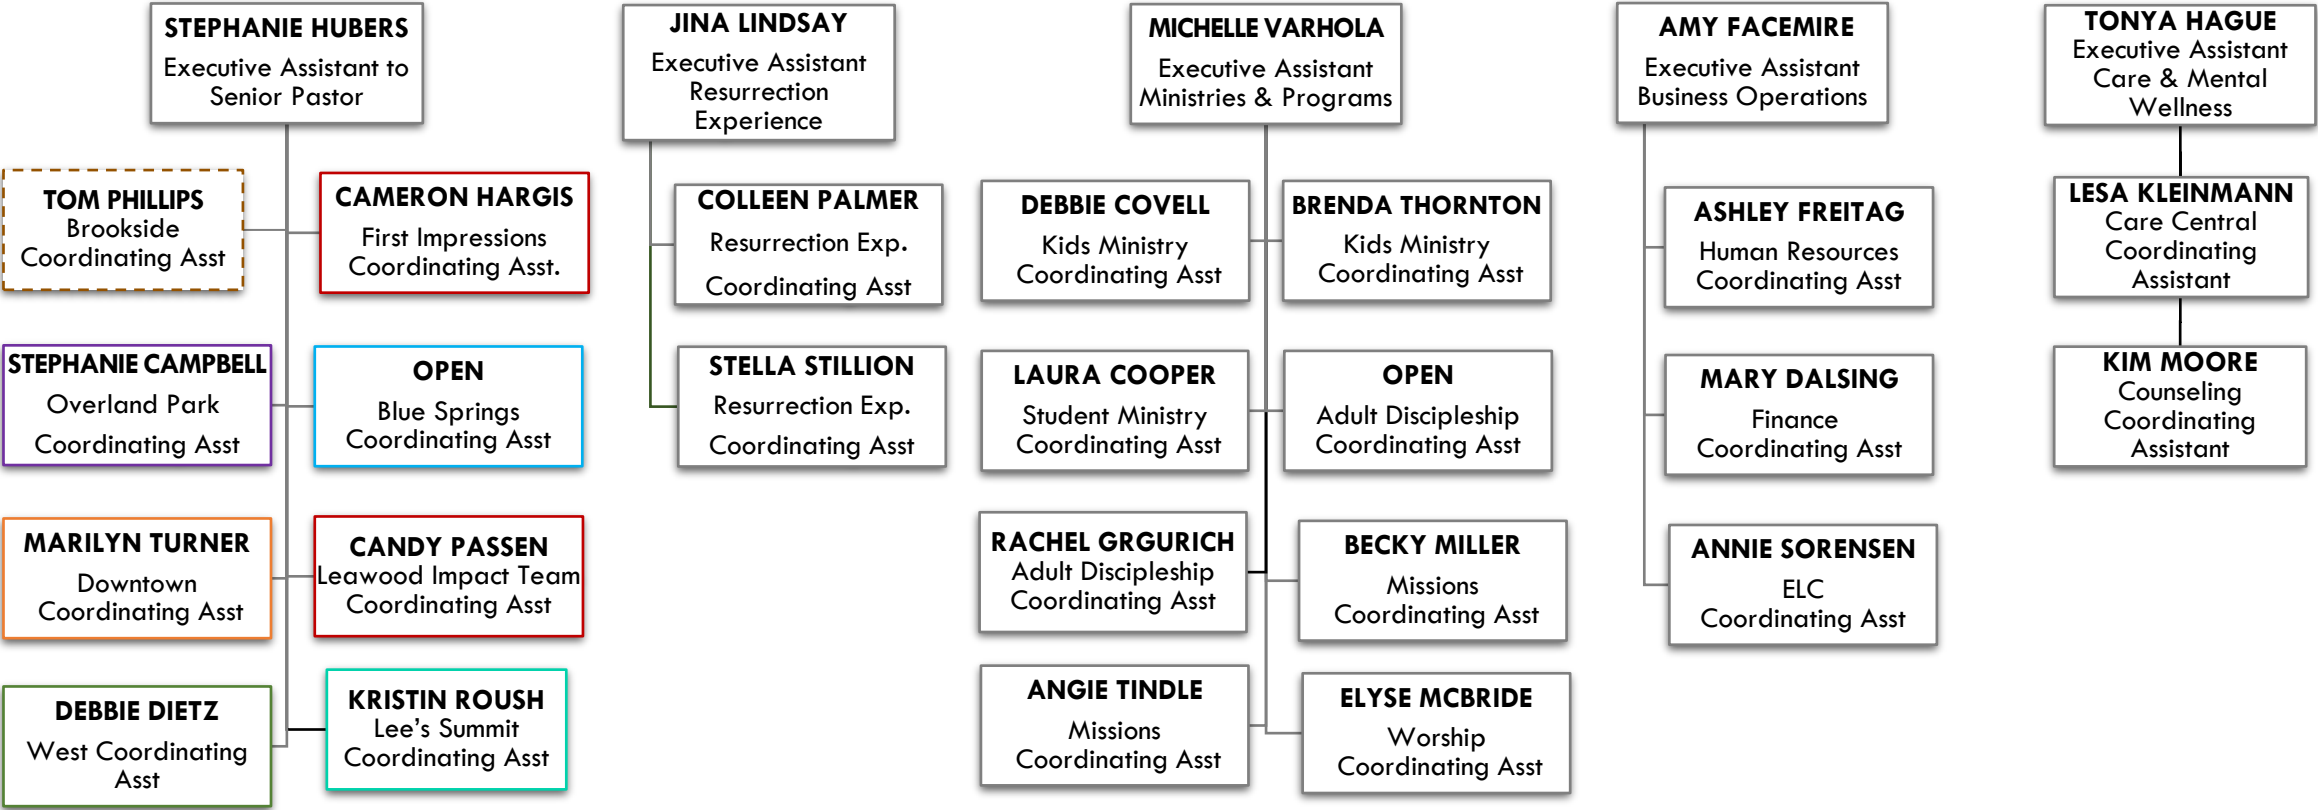 STEPHANIE HUBERS
Executive Assistant to
Senior Pastor
TOM PHILLIPS
Brookside
Coordinating Asst
CAMERON HARGIS
First Impressions
Coordinating Asst.
STEPHANIE CAMPBELL
Overland Park
Coordinating Asst
OPEN
Blue Springs
Coordinating Asst
MARILYN TURNER
Downtown
Coordinating Asst
CANDY PASSEN
Leawood Impact Team
Coordinating Asst
DEBBIE DIETZ
West Coordinating
Asst
KRISTIN ROUSH
Lee’s Summit
Coordinating Asst
JINA LINDSAY
Executive Assistant
Resurrection
Experience
COLLEEN PALMER
Resurrection Exp.
Coordinating Asst
STELLA STILLION
Resurrection Exp.
Coordinating Asst
MICHELLE VARHOLA
Executive Assistant
Ministries & Programs
DEBBIE COVELL
Kids Ministry
Coordinating Asst
BRENDA THORNTON
Kids Ministry
Coordinating Asst
LAURA COOPER
Student Ministry
Coordinating Asst
OPEN
Adult Discipleship
Coordinating Asst
RACHEL GRGURICH
Adult Discipleship
Coordinating Asst
BECKY MILLER
Missions
Coordinating Asst
ANGIE TINDLE
Missions
Coordinating Asst
ELYSE MCBRIDE
Worship
Coordinating Asst
AMY FACEMIRE
Executive Assistant
Business Operations
ASHLEY FREITAG
Human Resources
Coordinating Asst
MARY DALSING
Finance
Coordinating Asst
ANNIE SORENSEN
ELC
Coordinating Asst
TONYA HAGUE
Executive Assistant
Care & Mental
Wellness
LESA KLEINMANN
Care Central
Coordinating
Assistant
KIM MOORE
Counseling
Coordinating
Assistant